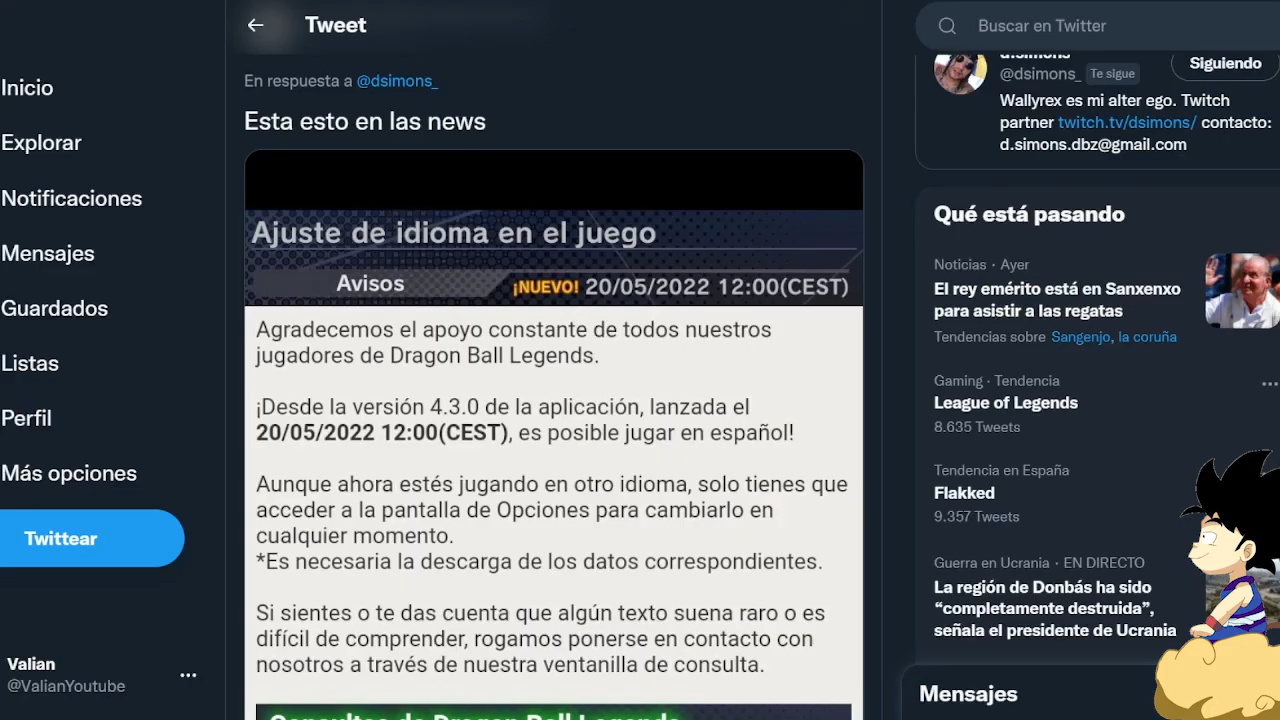 Tweet
Inicio
Explorar
Notificaciones
Mensajes
Guardados
Listas
Perfil
Más opciones
Twittear
Valian
@ValianYoutube
En respuesta a @dsimons_
Esta esto en las news
Ajuste de idioma en el juego
Avisos
¡NUEVO! 20/05/2022 12:00(CEST)
Agradecemos el apoyo constante de todos nuestros
jugadores de Dragon Ball Legends.
¡Desde la versión 4.3.0 de la aplicación, lanzada el
20/05/2022 12:00(CEST), es posible jugar en español!
Aunque ahora estés jugando en otro idioma, solo tienes que
acceder a la pantalla de Opciones para cambiarlo en
cualquier momento.
*Es necesaria la descarga de los datos correspondientes.
Si sientes o te das cuenta que algún texto suena raro o es
difícil de comprender, rogamos ponerse en contacto con
nosotros a través de nuestra ventanilla de consulta.
Consultas de Dragon Ball Legends
Buscar en Twitter
d.simons
@dsimons_ Te sigue
Siguiendo
Wallyrex es mi alter ego. Twitch
partner twitch.tv/dsimons/ contacto:
d.simons.dbz@gmail.com
Qué está pasando
Noticias · Ayer
El rey emérito está en Sanxenxo
para asistir a las regatas
Tendencias sobre Sangenjo, la coruña
Gaming · Tendencia
League of Legends
8.635 Tweets
Tendencia en España
Flakked
9.357 Tweets
Guerra en Ucrania · EN DIRECTO
La región de Donbás ha sido
“completamente destruida”,
señala el presidente de Ucrania
Mensajes